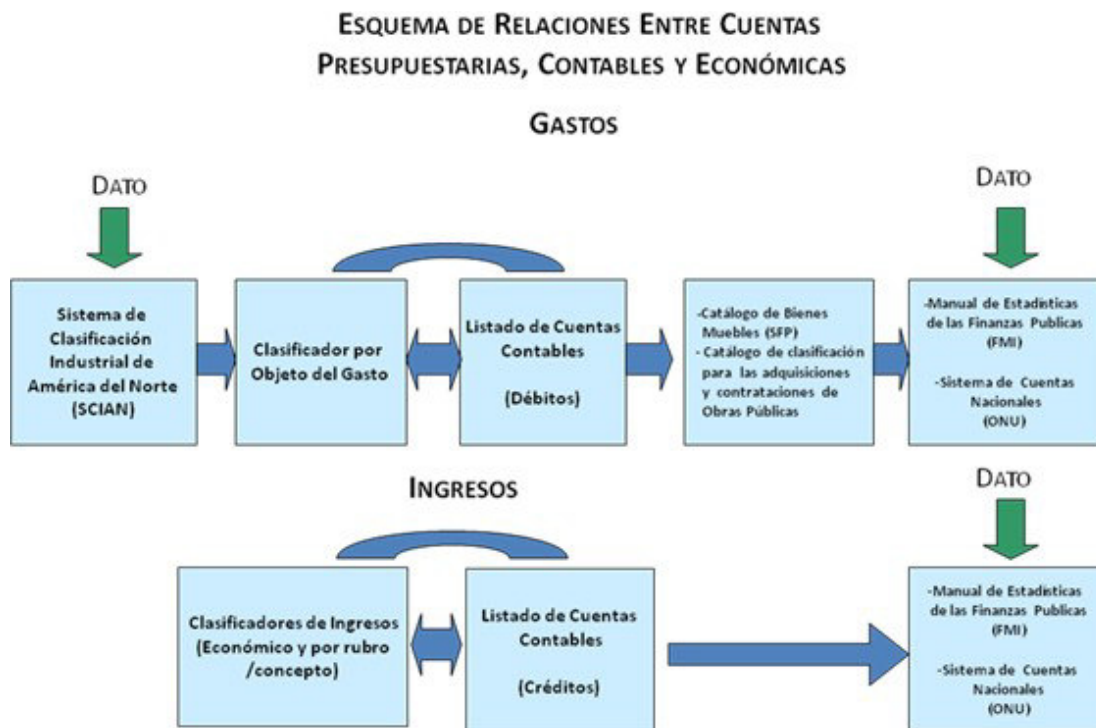 ESQUEMA DE RELACIONES ENTRE CUENTAS
PRESUPUESTARIAS, CONTABLES Y ECONÓMICAS
GASTOS
DATO
DATO
Sistema de
Clasificación
Industrial de
América del Norte
(SCIAN)
Clasificador por
Objeto del Gasto
Listado de Cuentas
Contables
(Débitos)
-Catálogo de Bienes
Muebles (SFP)
- Catálogo de clasificación
para las adquisiciones
y contrataciones de
Obras Públicas
-Manual de Estadísticas
de las Finanzas Publicas
(FMI)
-Sistema de Cuentas
Nacionales
(ONU)
INGRESOS
DATO
Clasificadores de Ingresos
(Económico y por rubro
/concepto)
Listado de Cuentas
Contables
(Créditos)
-Manual de Estadísticas
de las Finanzas Publicas
(FMI)
-Sistema de Cuentas
Nacionales
(ONU)